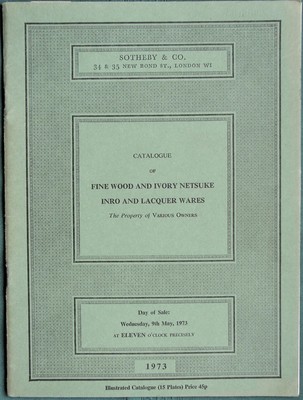 SOTHEBY & CO.
34 & 35 NEW BOND ST., LONDON W1
CATALOGUE
OF
FINE WOOD AND IVORY NETSUKE
INRO AND LACQUER WARES
The Property of VARIOUS OWNERS
Day of Sale:
Wednesday, 9th May, 1973
AT ELEVEN O'CLOCK PRECISELY
1973
Illustrated Catalogue (15 Plates) Price 45p